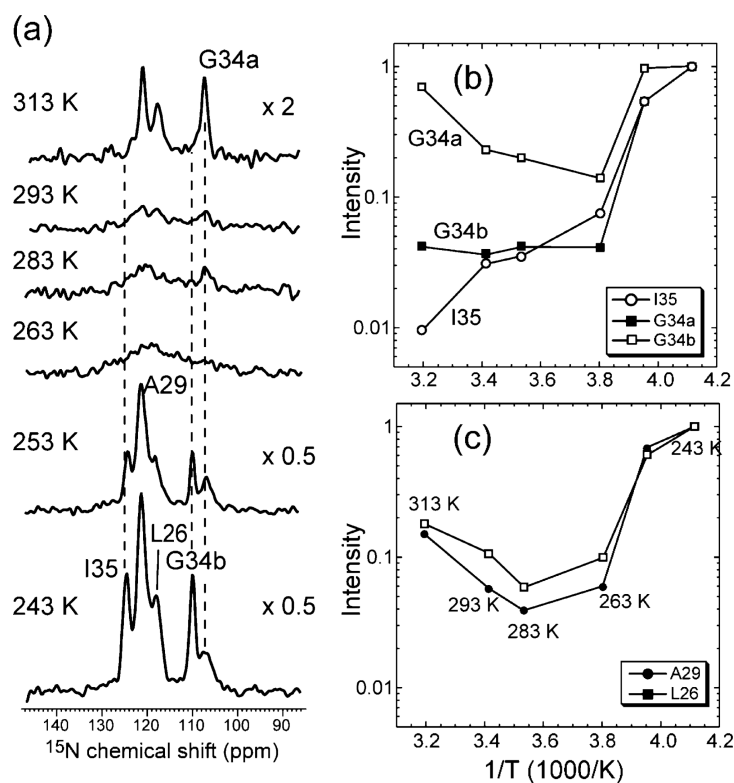 (a)
G34a
313 K
x 2
293 K
283 K
263 K
A29
253 K
x 0.5
L26
I35
G34b
243 K
x 0.5
140 120 100 90
15N chemical shift (ppm)
(b)
1
G34a
Intensity
0.1
G34b
I35
0.01
I35
G34a
G34b
3.2 3.4 3.6 3.8 4.0 4.2
(c)
1
243 K
313 K
Intensity
0.1
293 K
263 K
283 K
0.01
A29
L26
3.2 3.4 3.6 3.8 4.0 4.2
1/T (1000/K)